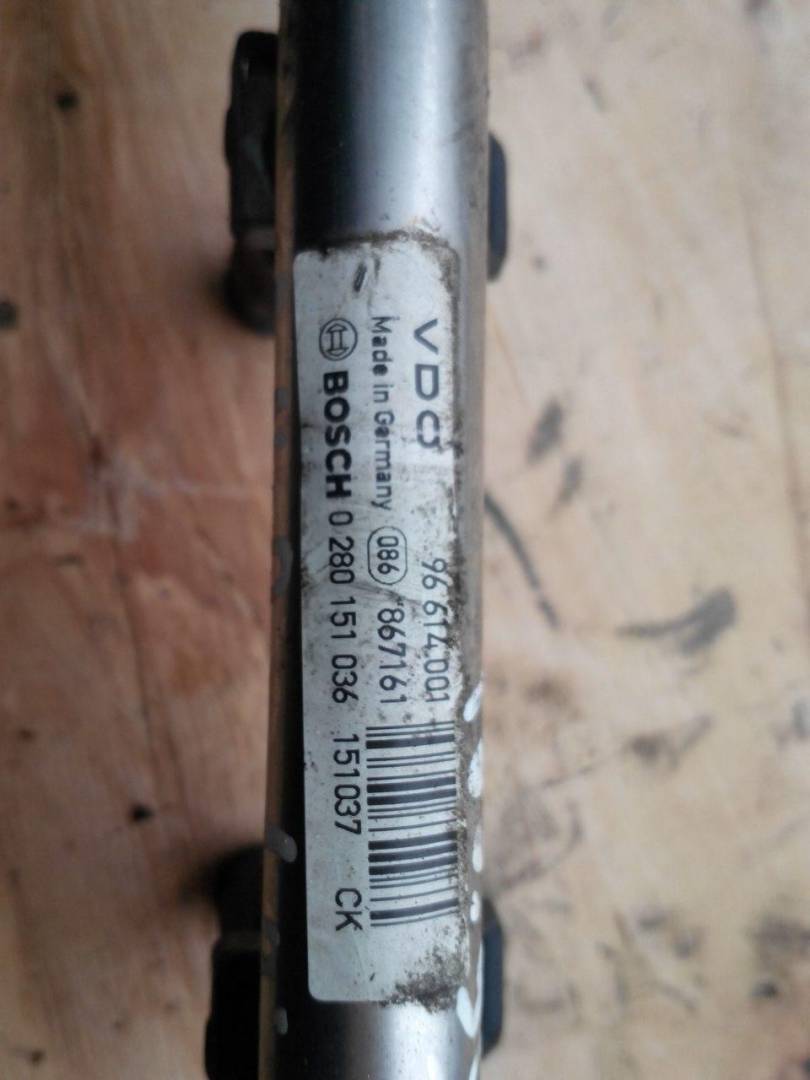 VDO 96 614.001
Made in Germany 086 867161
BOSCH 0 280 151 036 151037 CK